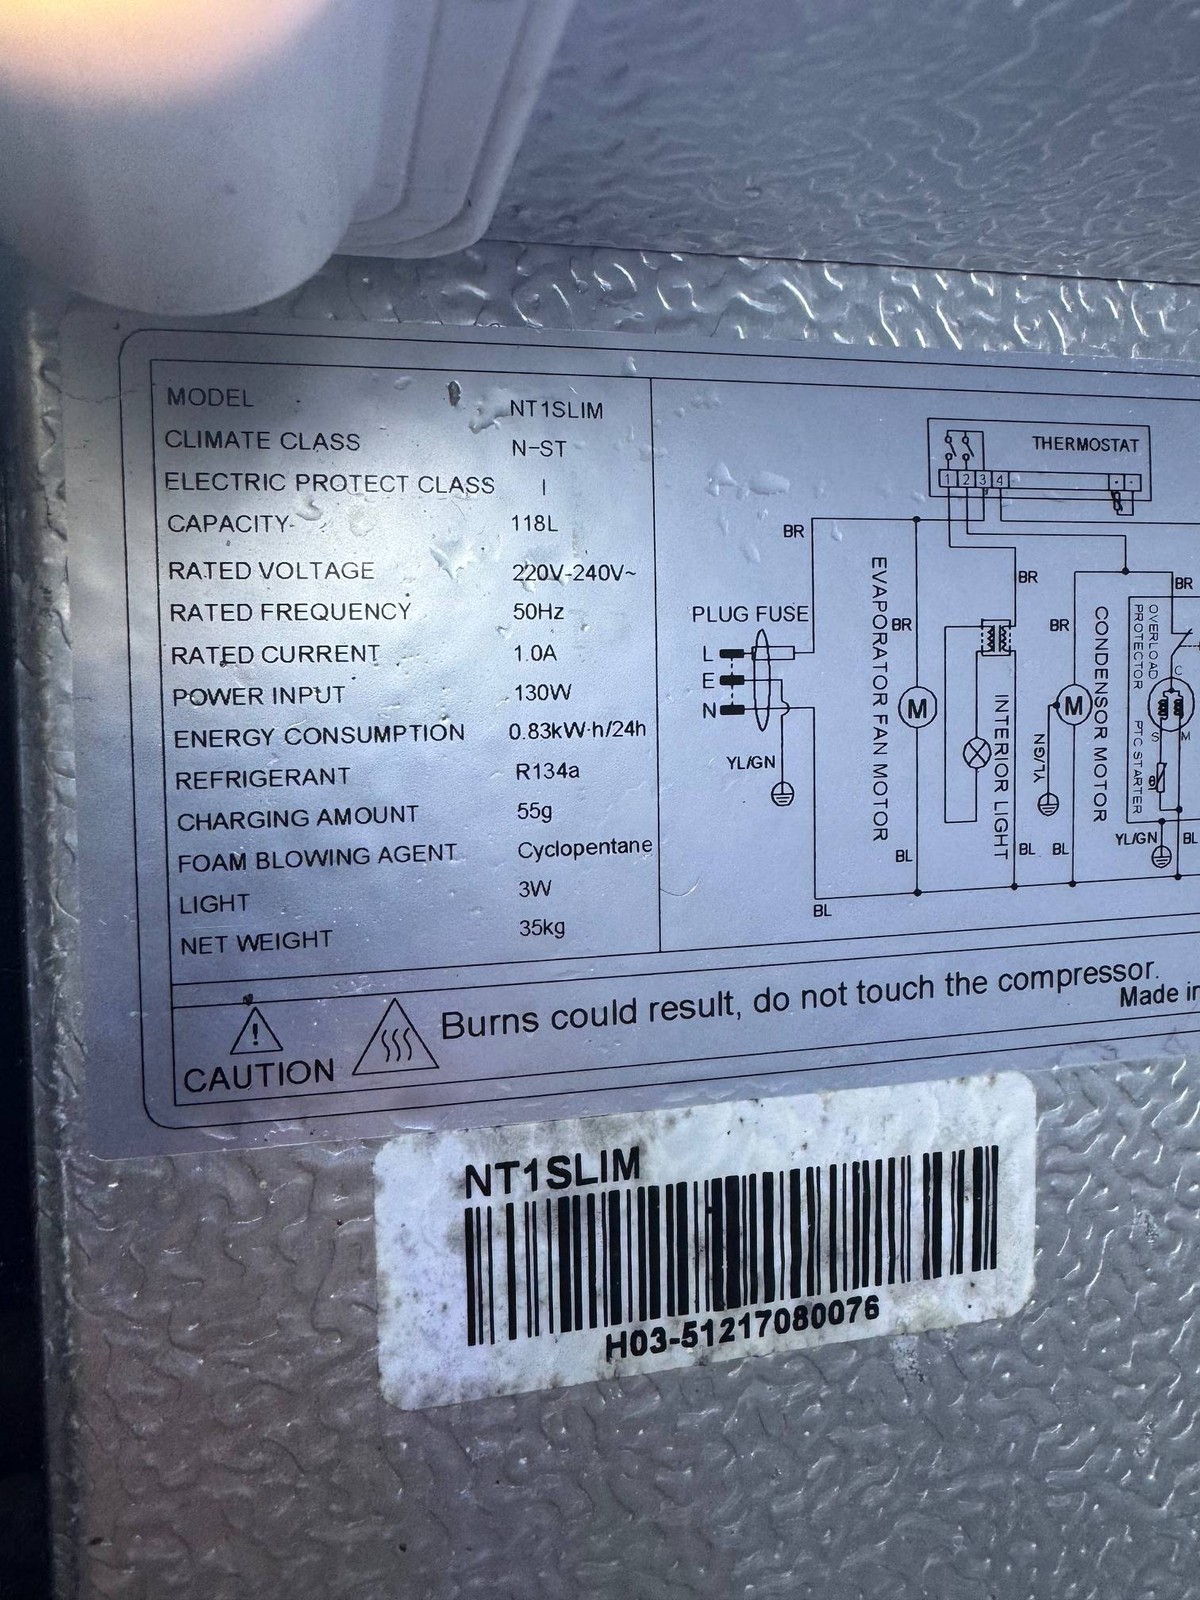 MODEL NT1SLIM
CLIMATE CLASS N-ST
ELECTRIC PROTECT CLASS I
CAPACITY 118L
RATED VOLTAGE 220V-240V~
RATED FREQUENCY 50Hz
RATED CURRENT 1.0A
POWER INPUT 130W
ENERGY CONSUMPTION 0.83kW·h/24h
REFRIGERANT R134a
CHARGING AMOUNT 55g
FOAM BLOWING AGENT Cyclopentane
LIGHT 3W
NET WEIGHT 35kg
THERMOSTAT
1 2 3 4
BR
BR
BR
PLUG FUSE
L
E
N
YL/GN
EVAPORATOR FAN MOTOR
BR
M
BL
INTERIOR LIGHT
BL
BR
M
YL/GN
BL
CONDENSOR MOTOR
OVERLOAD
PROTECTOR
PTC STARTER
C
S M
θ
YL/GN
BL
BL
CAUTION
Burns could result, do not touch the compressor.
Made in
NT1SLIM
H03-51217080076